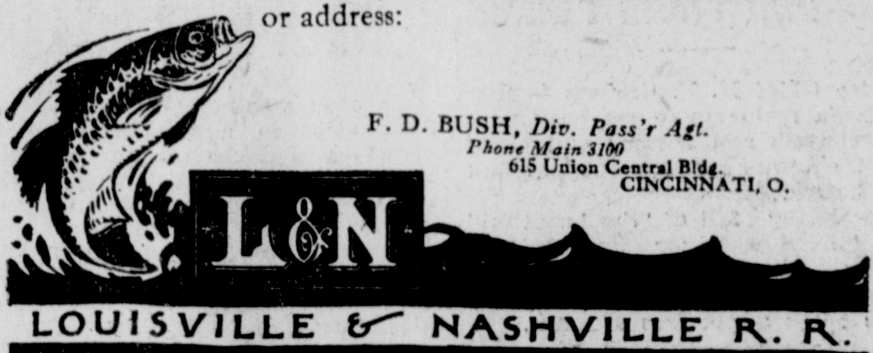 or address:
F. D. BUSH, Div. Pass'r Agt.
Phone Main 3100
615 Union Central Bldg.
CINCINNATI, O.
L & N
LOUISVILLE & NASHVILLE R. R.